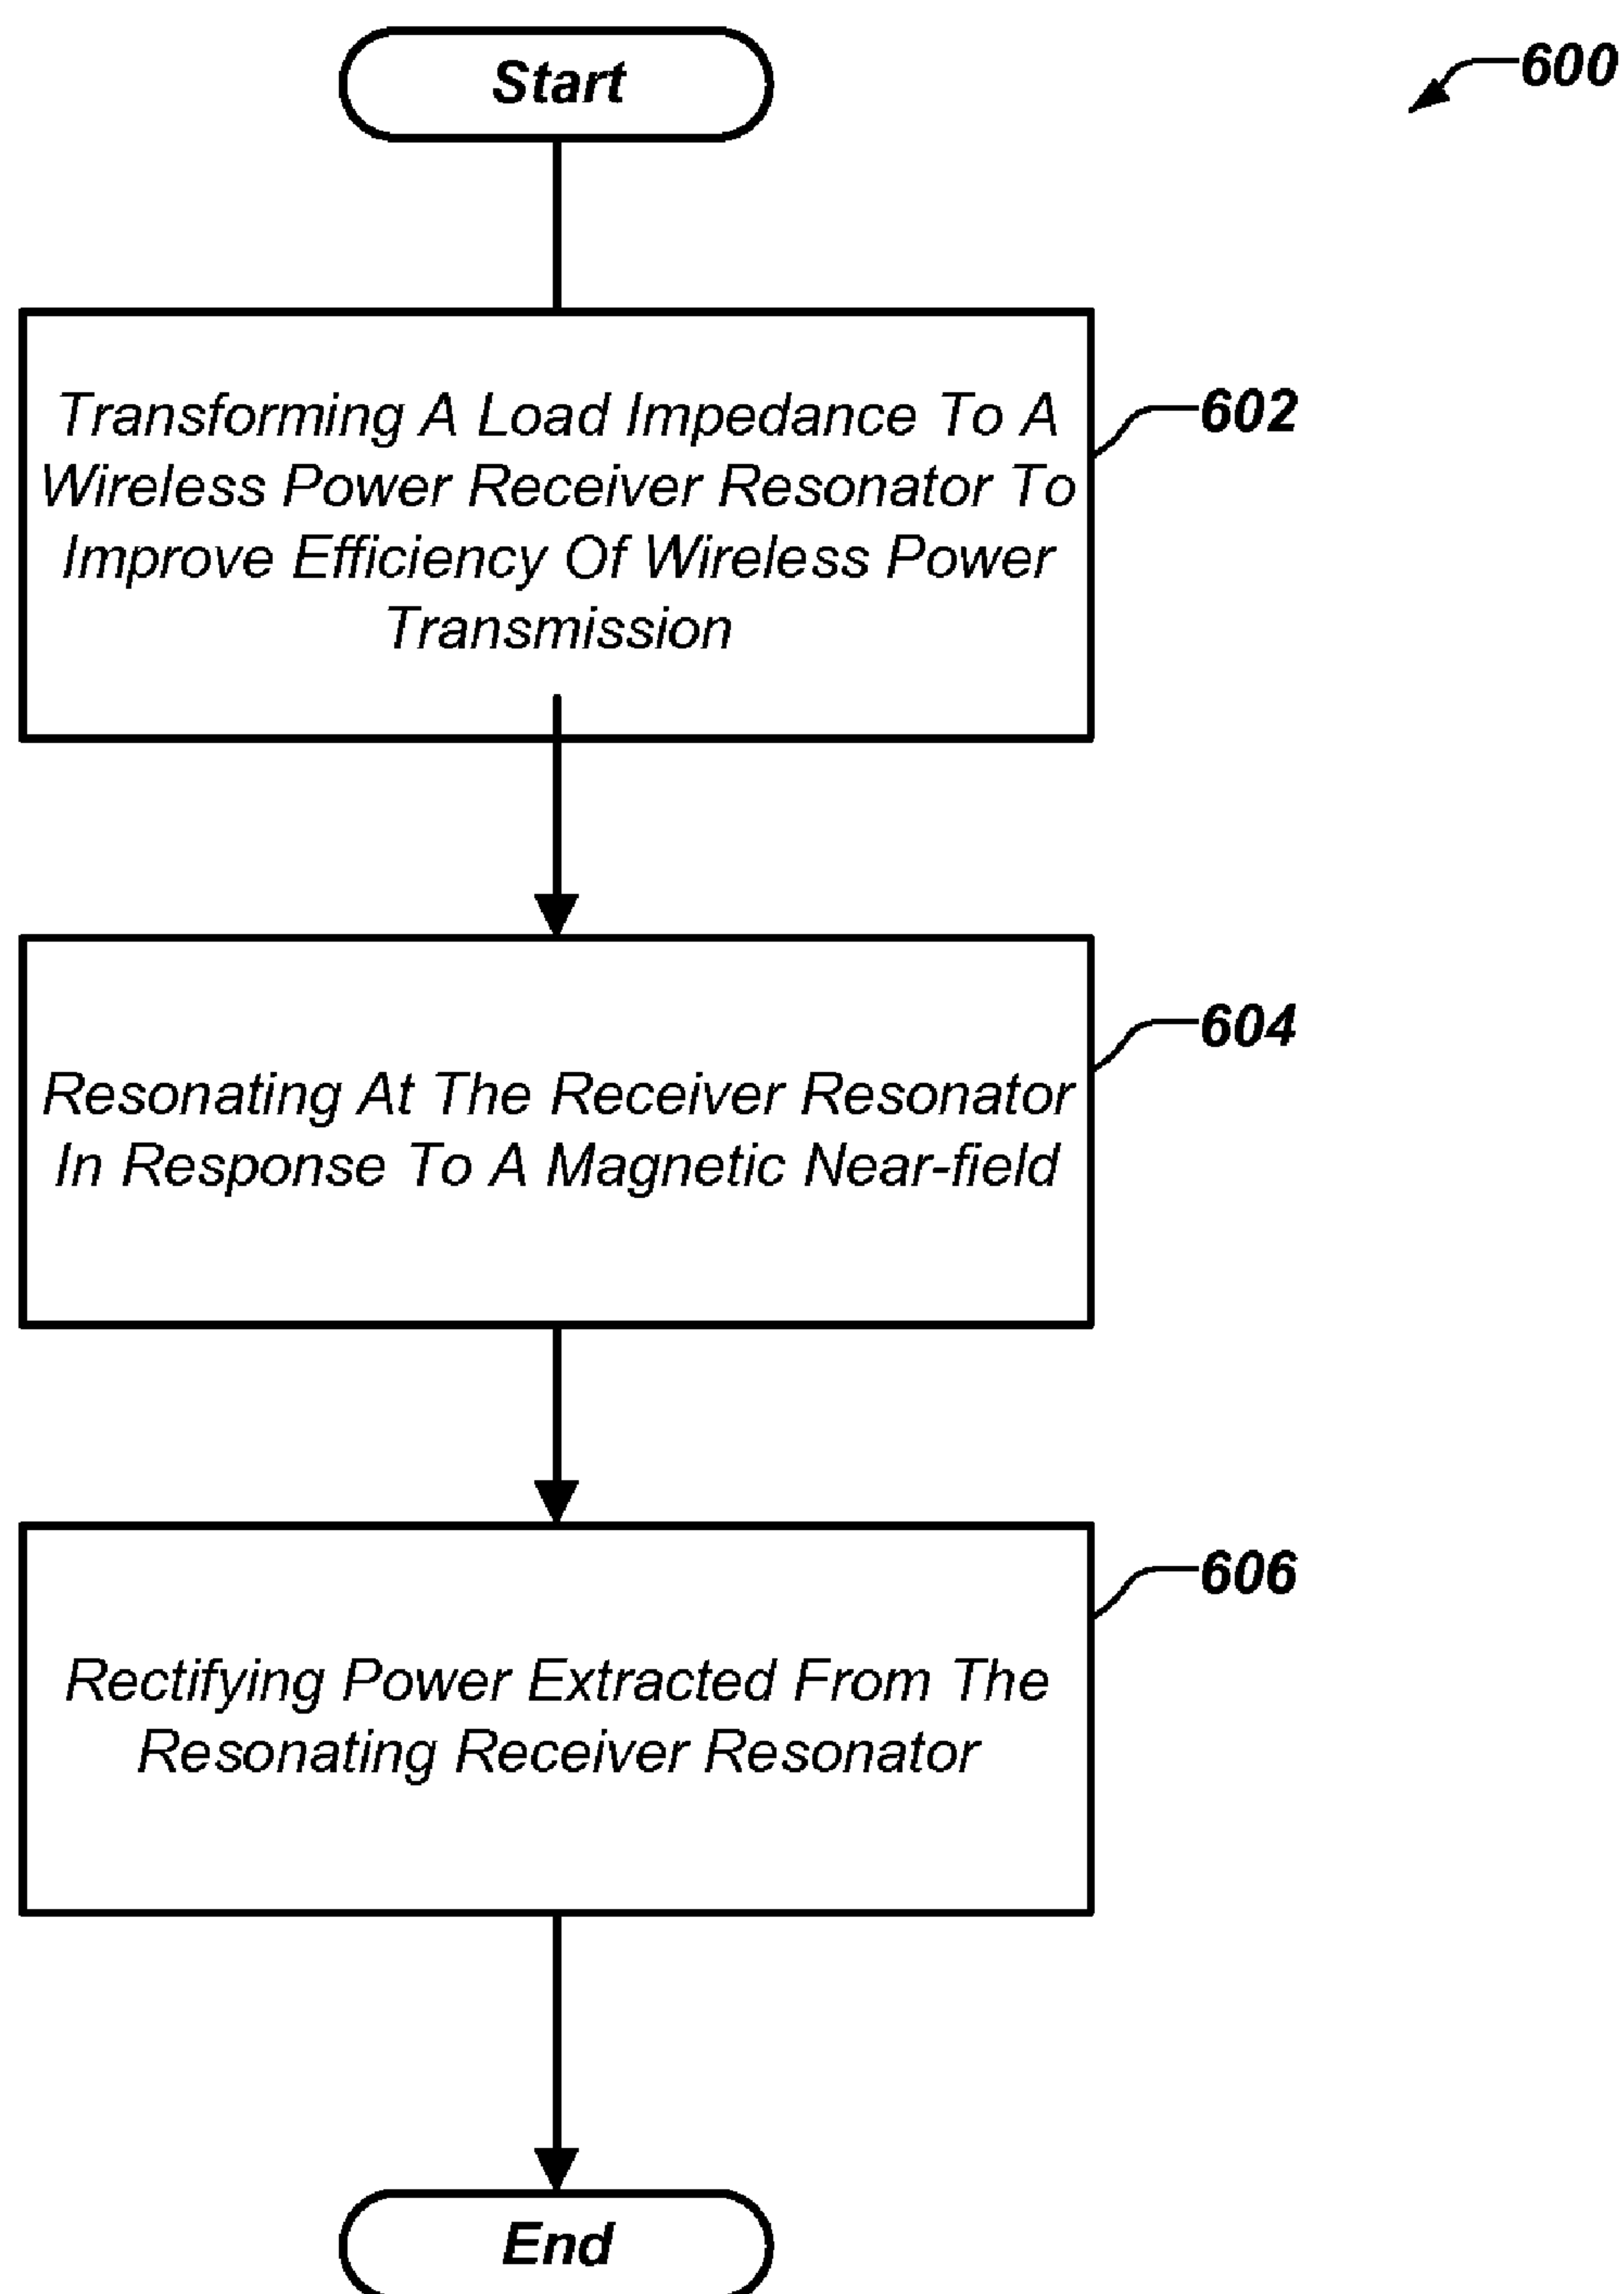 Start
600
Transforming A Load Impedance To A
Wireless Power Receiver Resonator To
Improve Efficiency Of Wireless Power
Transmission
602
Resonating At The Receiver Resonator
In Response To A Magnetic Near-field
604
Rectifying Power Extracted From The
Resonating Receiver Resonator
606
End